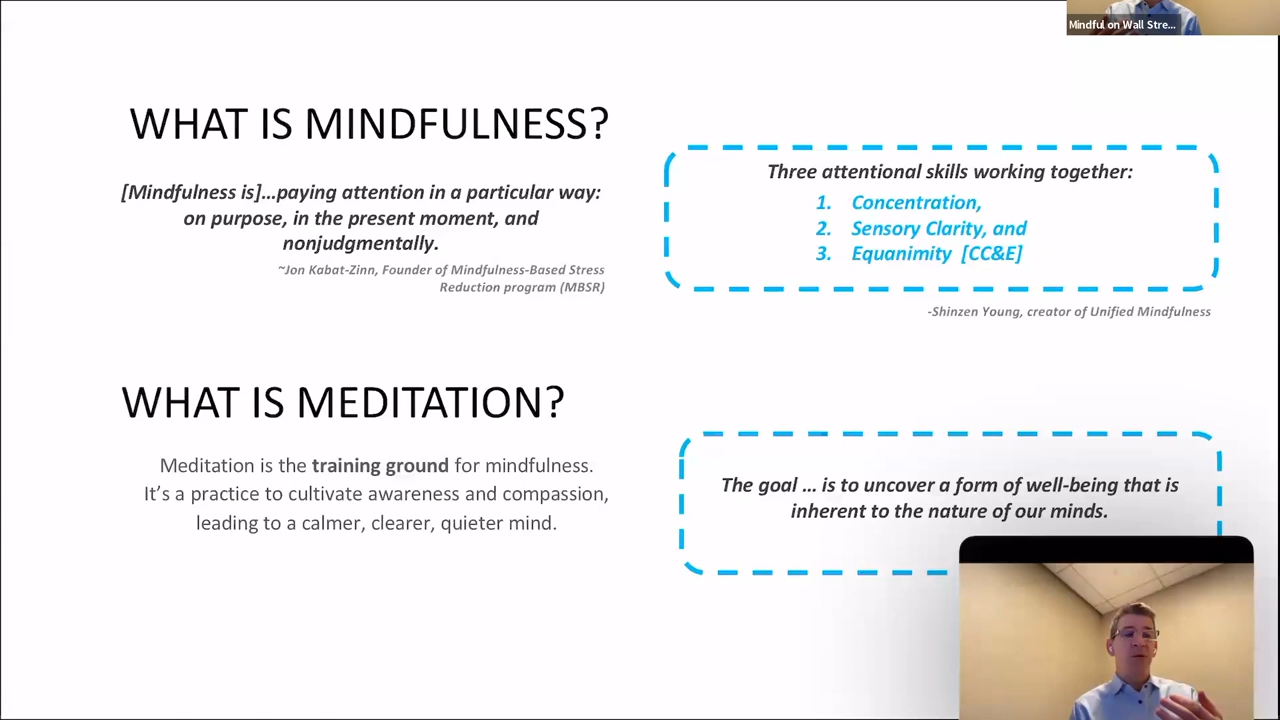 Mindful on Wall Stre...
WHAT IS MINDFULNESS?
[Mindfulness is]...paying attention in a particular way:
on purpose, in the present moment, and
nonjudgmentally.
~Jon Kabat-Zinn, Founder of Mindfulness-Based Stress
Reduction program (MBSR)
Three attentional skills working together:
1. Concentration,
2. Sensory Clarity, and
3. Equanimity [CC&E]
-Shinzen Young, creator of Unified Mindfulness
WHAT IS MEDITATION?
Meditation is the training ground for mindfulness.
It's a practice to cultivate awareness and compassion,
leading to a calmer, clearer, quieter mind.
The goal ... is to uncover a form of well-being that is
inherent to the nature of our minds.